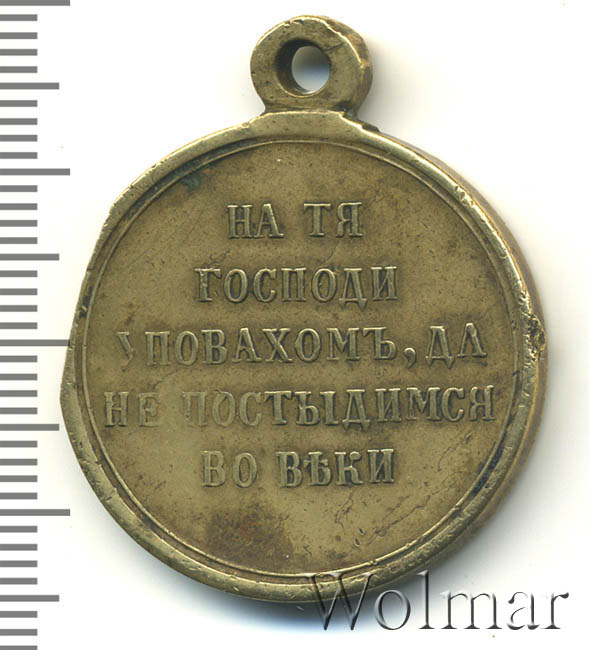 НА ТЯ
ГОСПОДИ
УПОВАХОМЪ, ДА
НЕ ПОСТЫДИМСЯ
ВО ВѢКИ
Wolmar